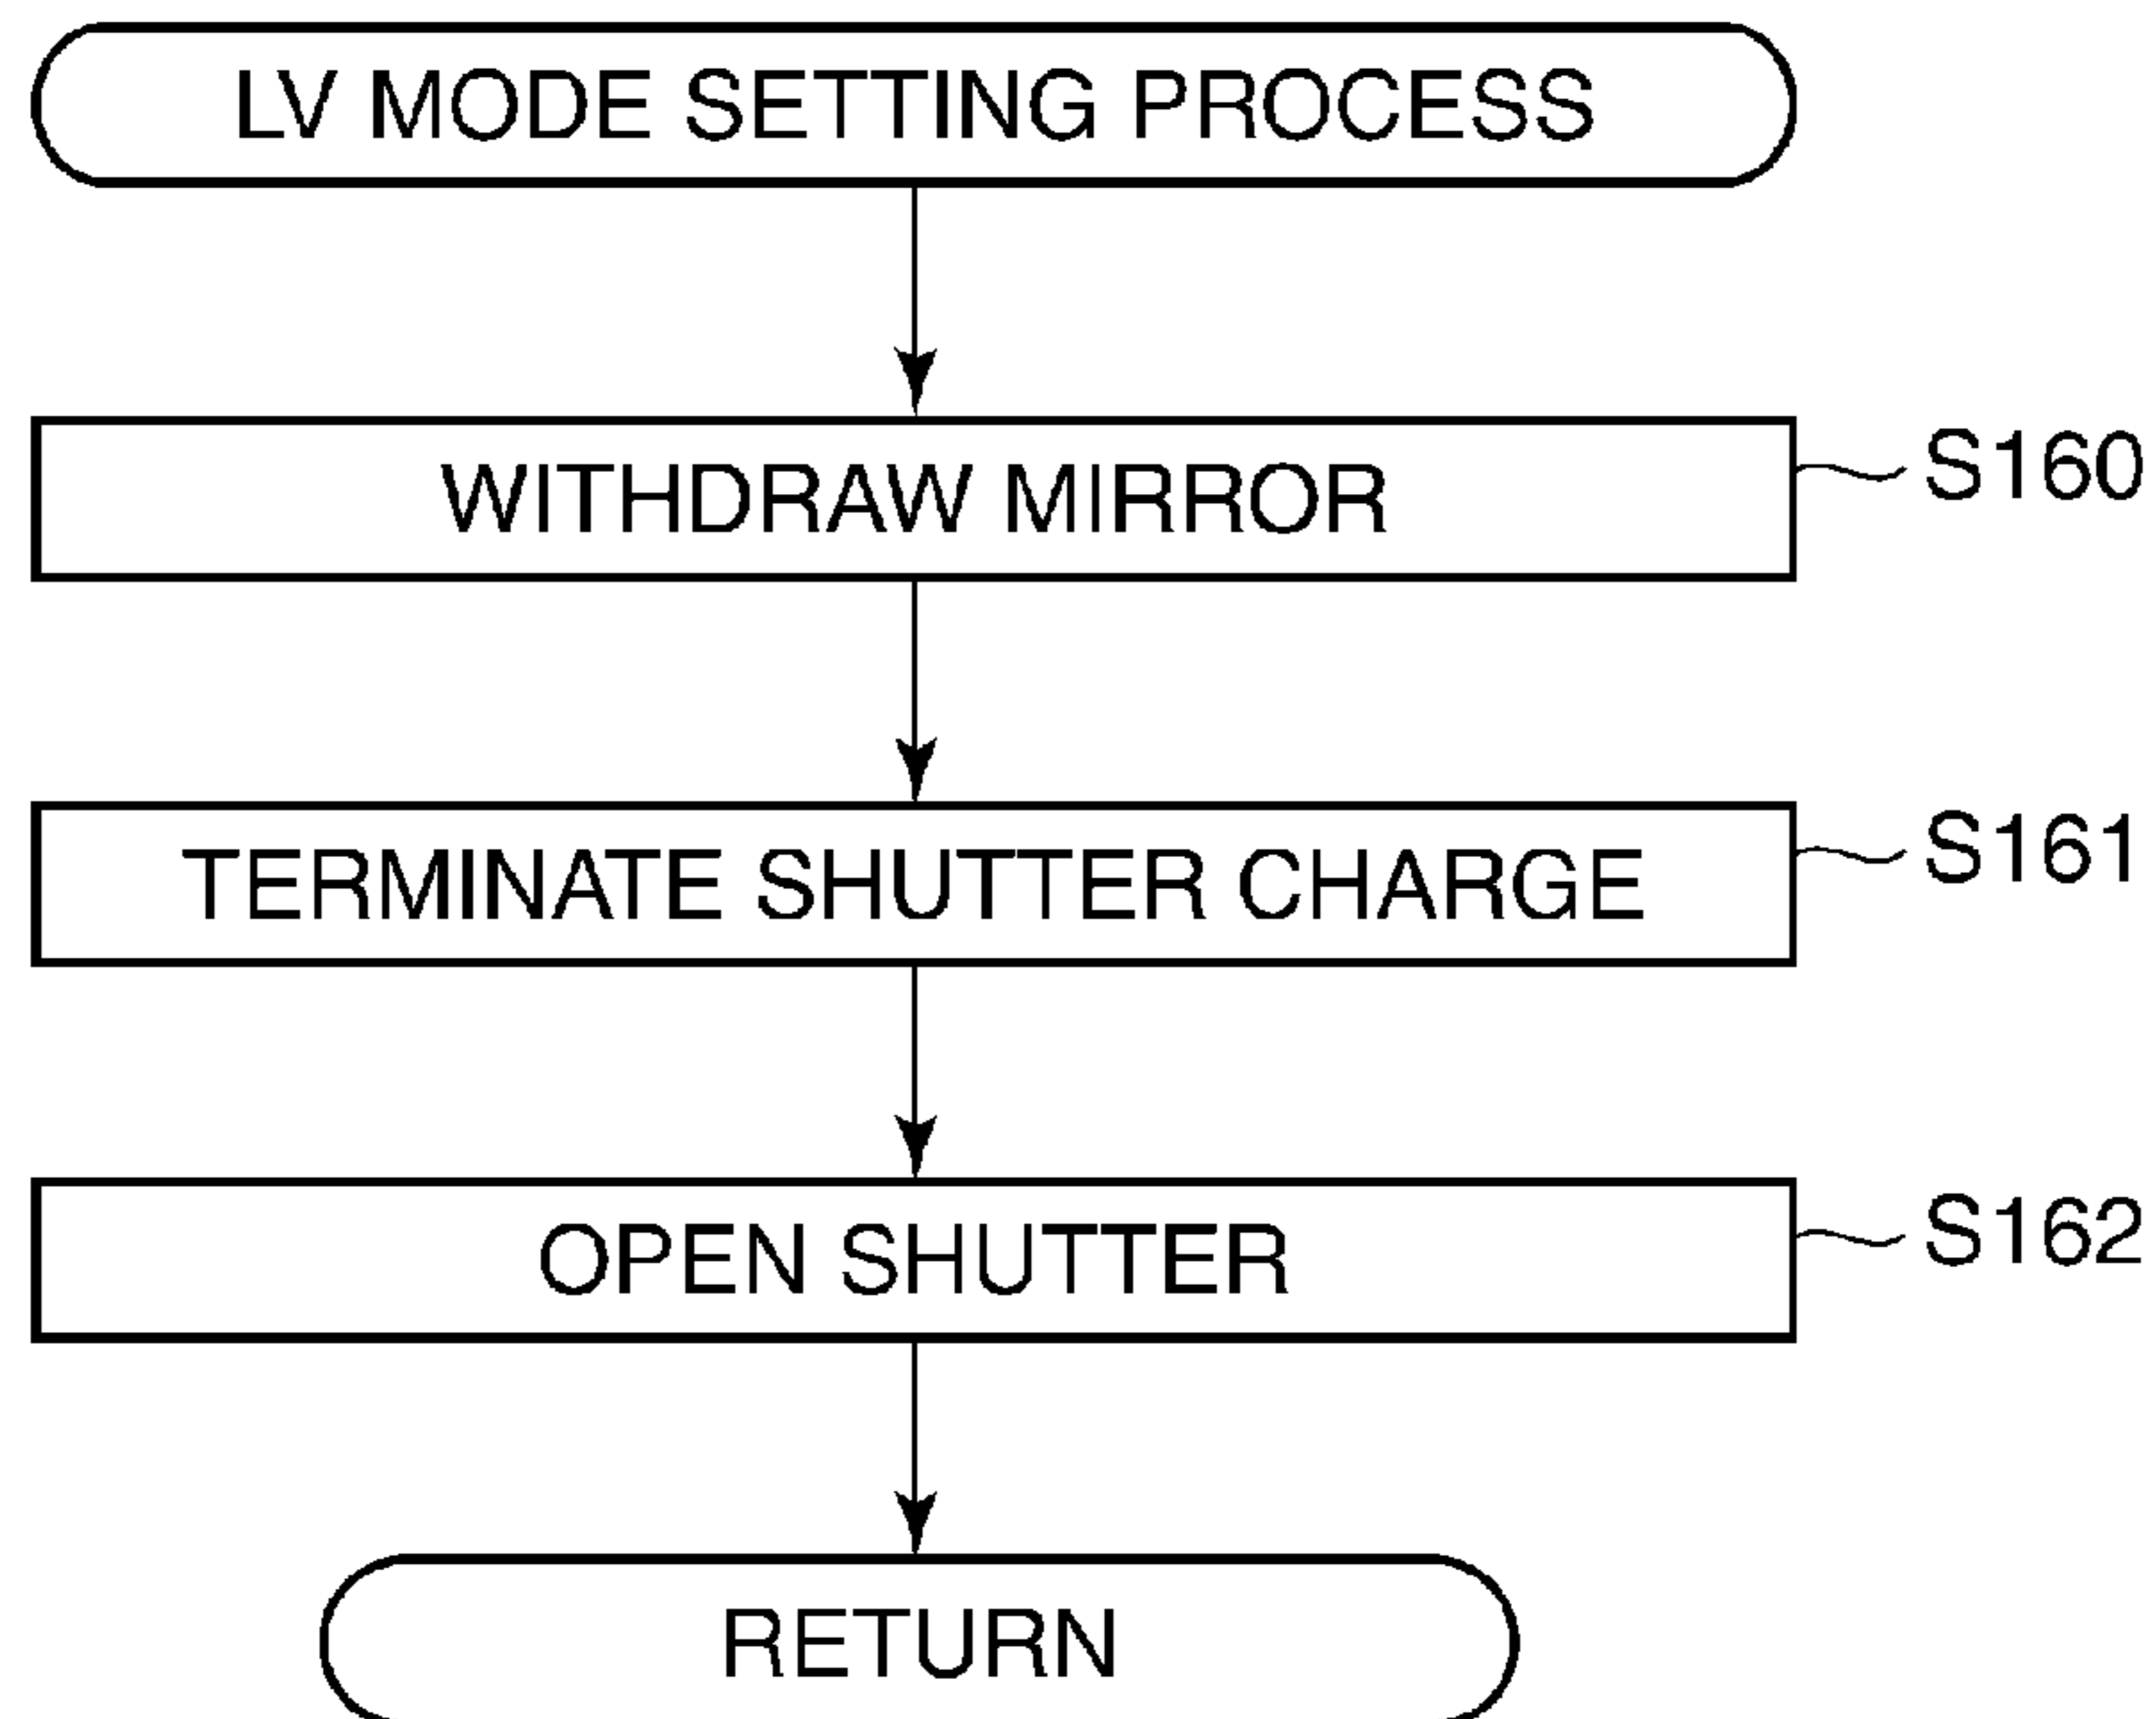 LV MODE SETTING PROCESS
WITHDRAW MIRROR
S160
TERMINATE SHUTTER CHARGE
S161
OPEN SHUTTER
S162
RETURN